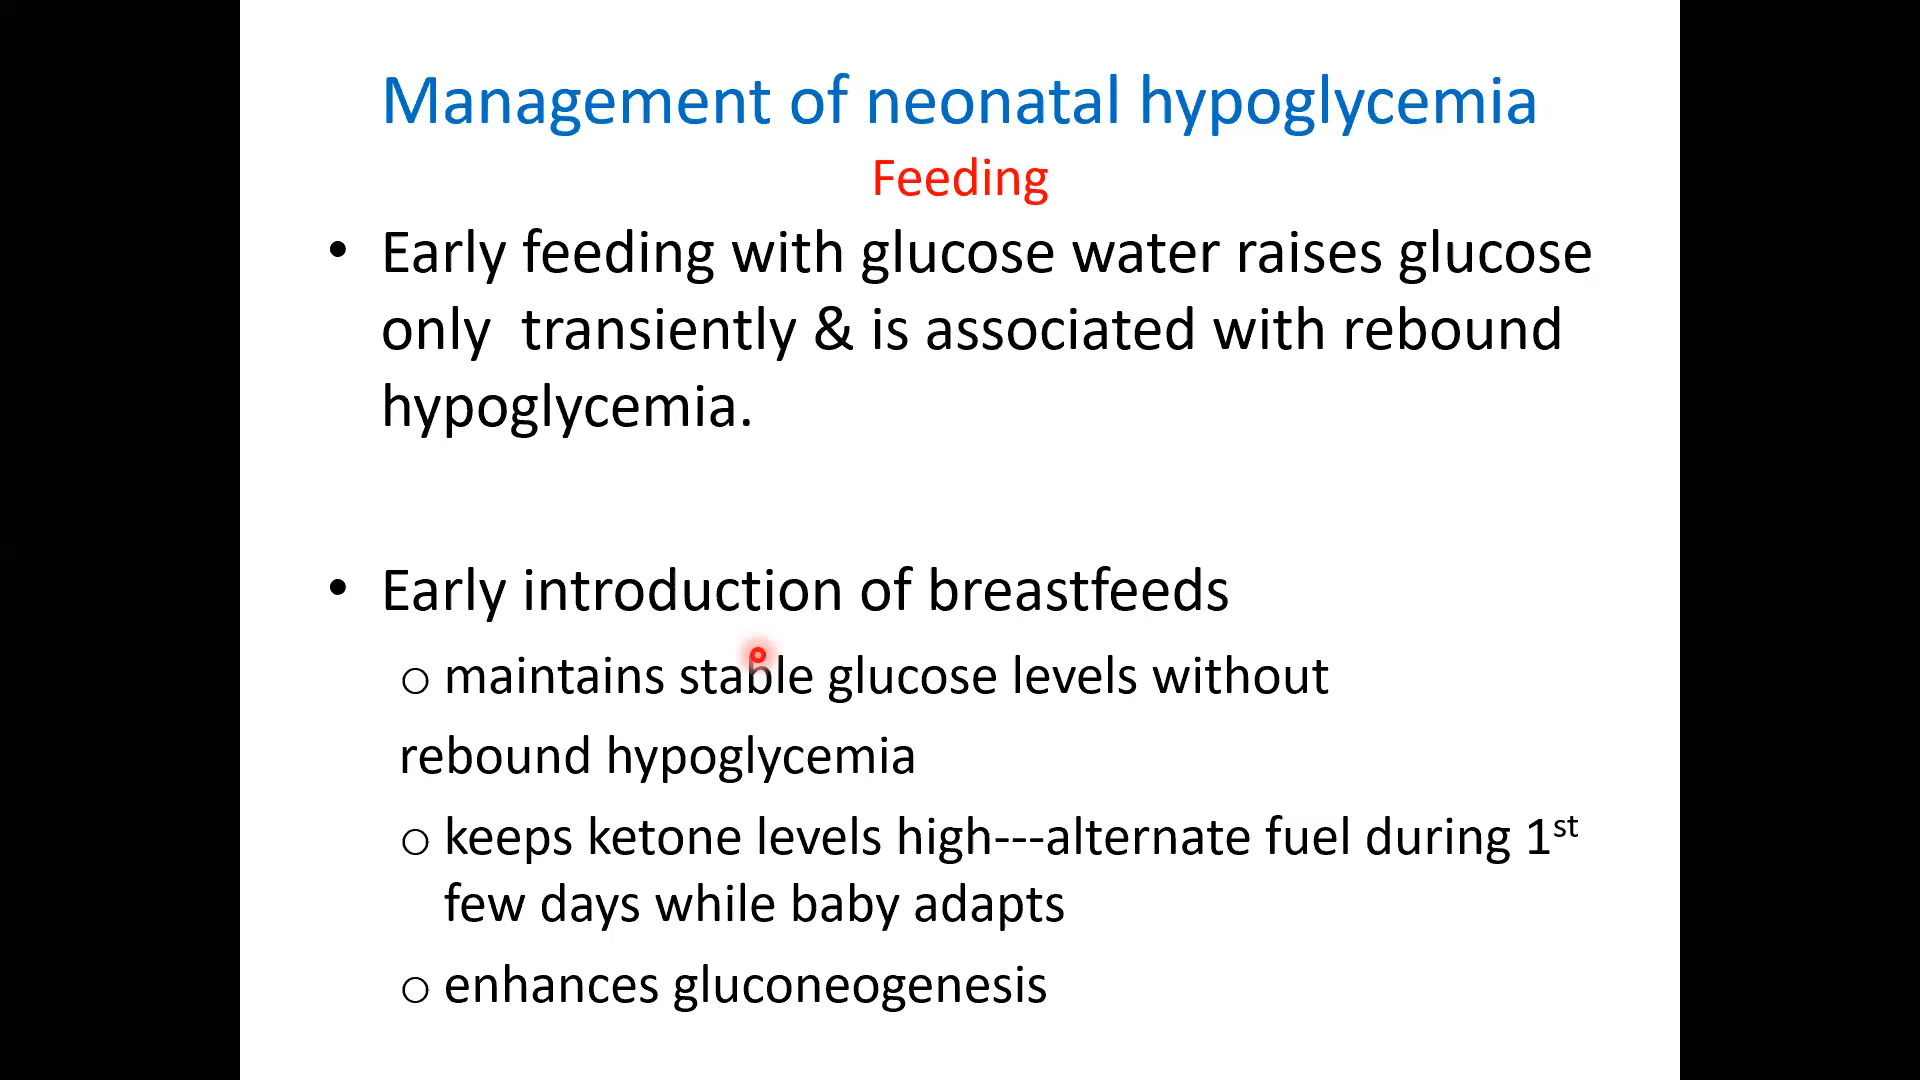 Management of neonatal hypoglycemia
Feeding
• Early feeding with glucose water raises glucose
only transiently & is associated with rebound
hypoglycemia.
• Early introduction of breastfeeds
o maintains stable glucose levels without
rebound hypoglycemia
o keeps ketone levels high---alternate fuel during 1st
few days while baby adapts
o enhances gluconeogenesis